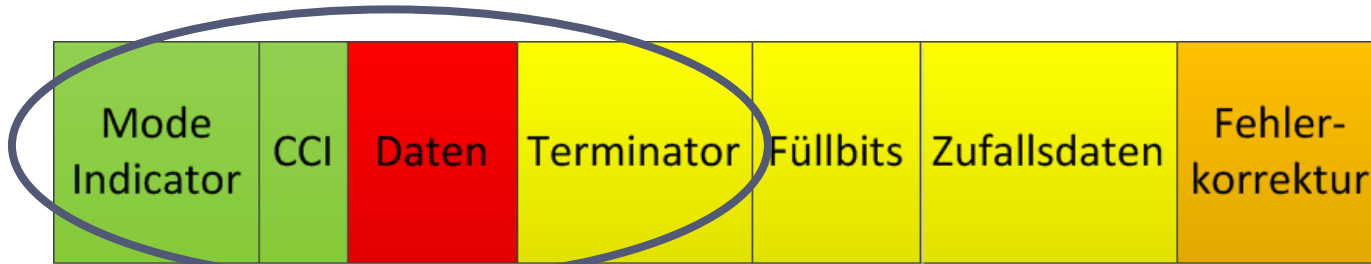 Mode
Indicator
CCI
Daten
Terminator
Füllbits
Zufallsdaten
Fehler-
korrektur